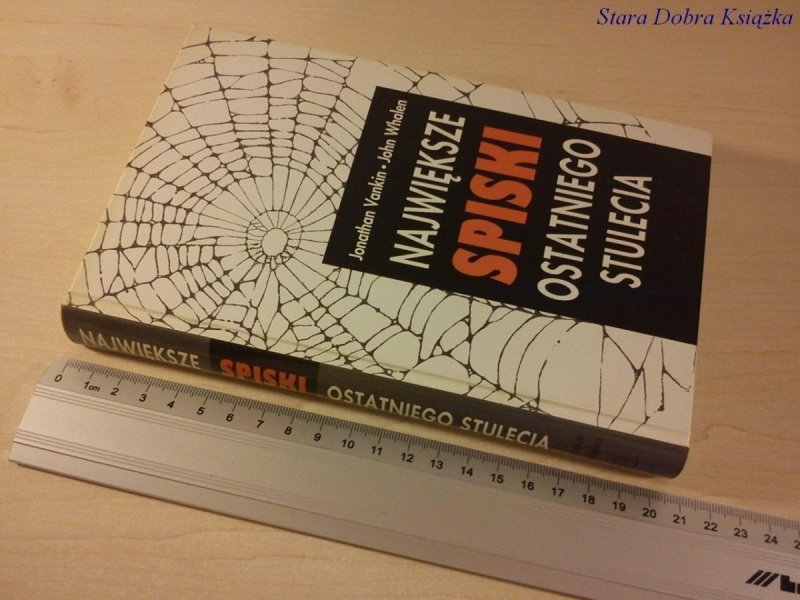 Stara Dobra Książka
Jonathan Vankin • John Whalen
NAJWIĘKSZE
SPISKI
OSTATNIEGO
STULECIA
NAJWIĘKSZE SPISKI OSTATNIEGO STULECIA
0 1cm 2 3 4 5 6 7 8 9 10 11 12 13 14 15 16 17 18 19 20 21 22 23 24